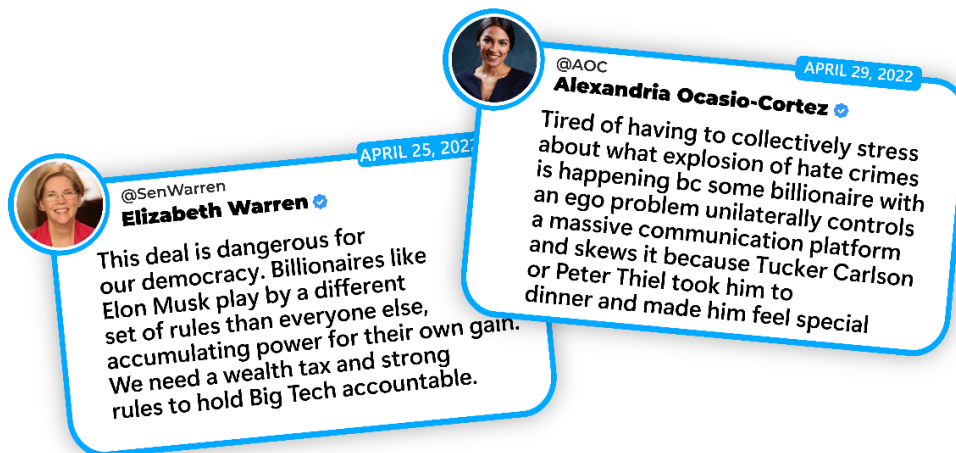 @SenWarren
APRIL 25, 2022
Elizabeth Warren
This deal is dangerous for
our democracy. Billionaires like
Elon Musk play by a different
set of rules than everyone else,
accumulating power for their own gain.
We need a wealth tax and strong
rules to hold Big Tech accountable.
@AOC
APRIL 29, 2022
Alexandria Ocasio-Cortez
Tired of having to collectively stress
about what explosion of hate crimes
is happening bc some billionaire with
an ego problem unilaterally controls
a massive communication platform
and skews it because Tucker Carlson
or Peter Thiel took him to
dinner and made him feel special